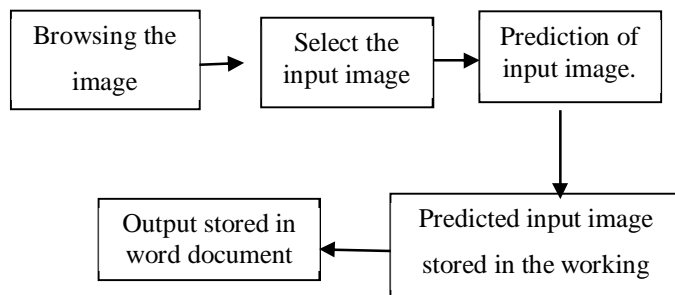 Browsing the
image
Select the
input image
Prediction of
input image.
Predicted input image
stored in the working
Output stored in
word document